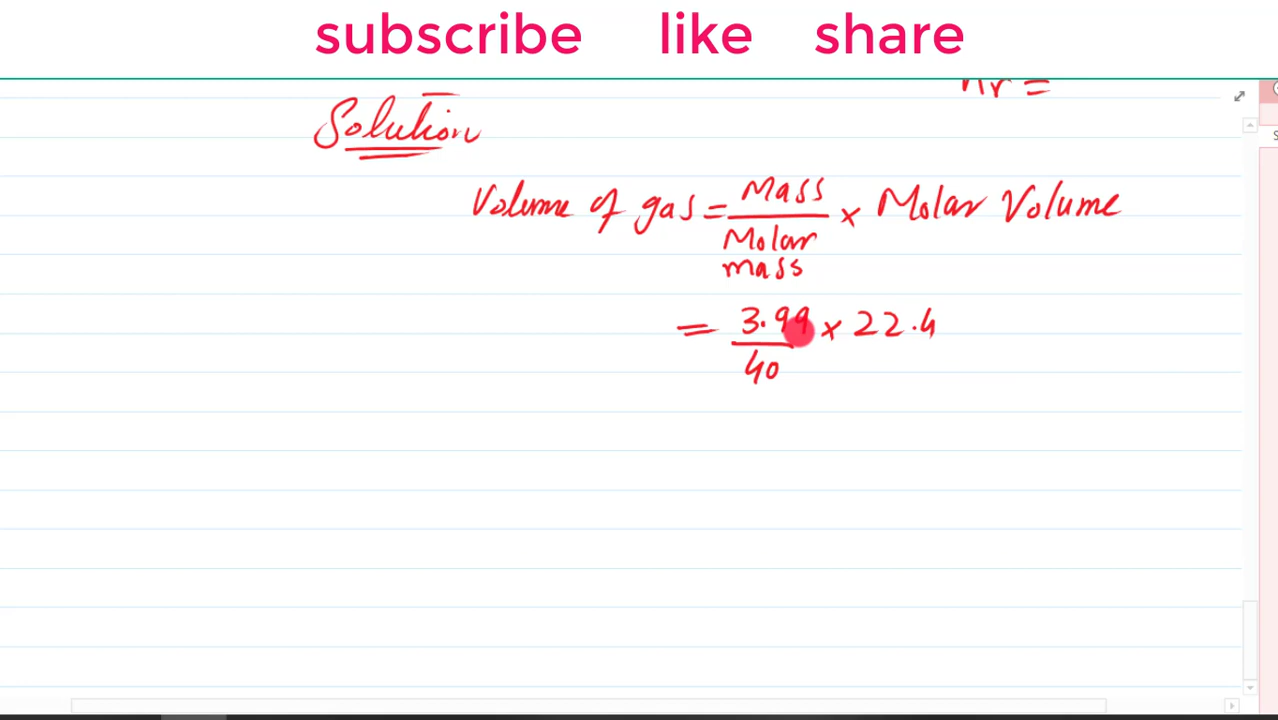 subscribe like share
Solution
Volume of gas = Mass / Molar mass × Molar Volume
= 3.99 / 40 × 22.4